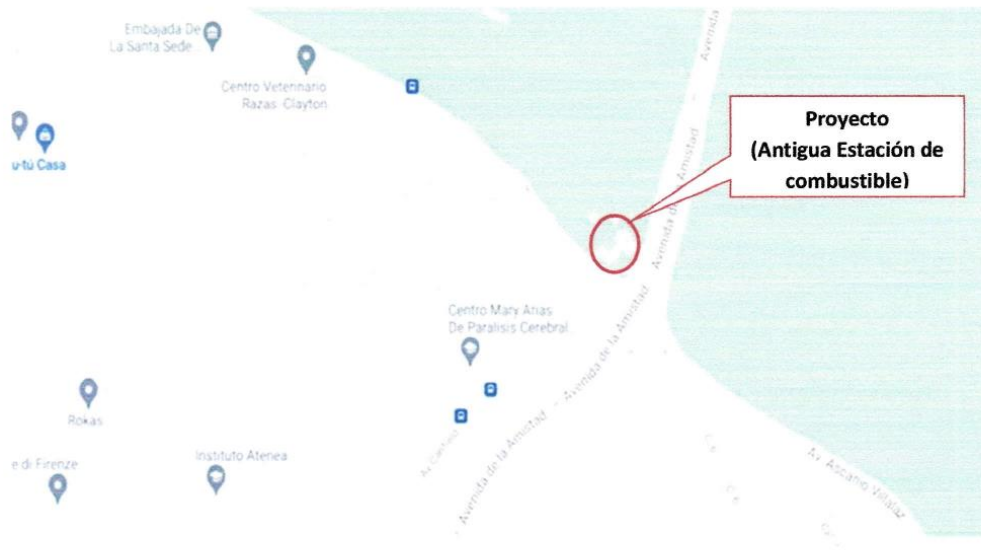 Embajada De
La Santa Sede...
Centro Veterinario
Razas-Clayton
u-tú Casa
Avenida
Avenida de la Amistad
Proyecto
(Antigua Estación de
combustible)
Centro Mary Arias
De Paralisis Cerebral
Avenida de la Amistad
Avenida de la Amistad
Rokas
Instituto Atenea
e di Firenze
Av. Ascanio Villalaz